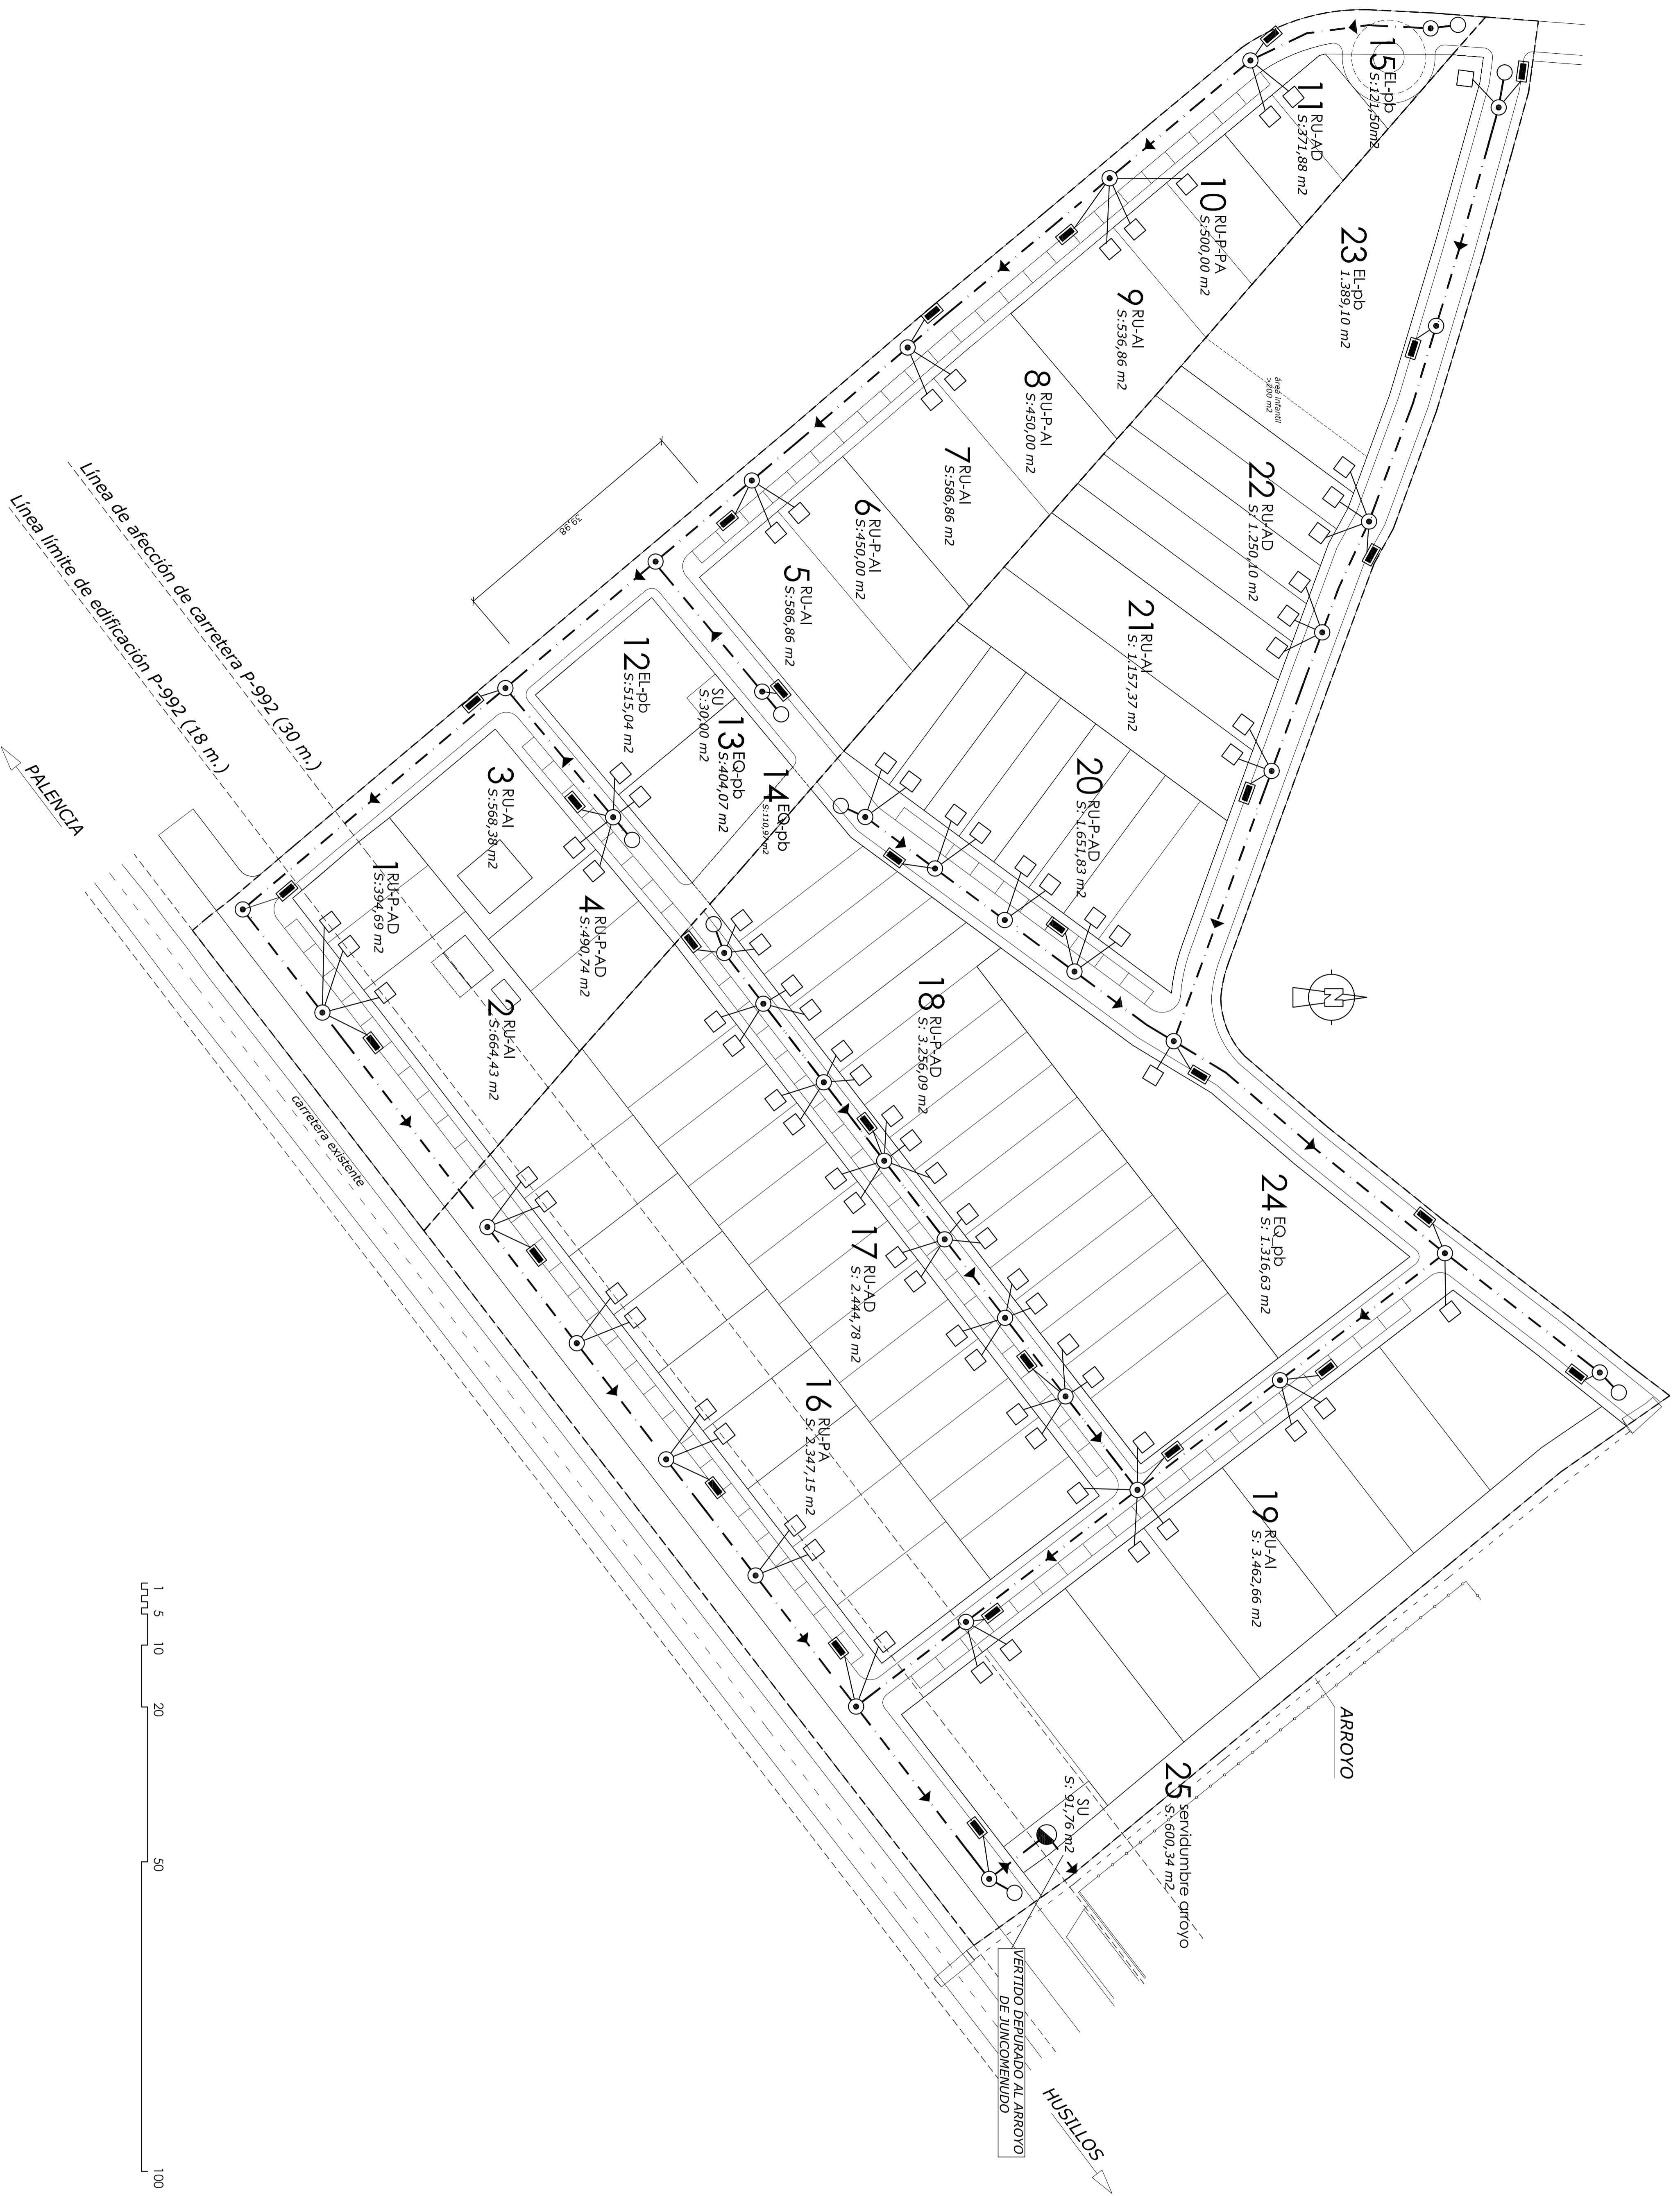 15 EL-pb
S:121,50m2
11 RU-AD
S:371,88 m2
10 RU-P-PA
S:500,00 m2
23 EL-pb
1.389,10 m2
9 RU-AI
S:536,86 m2
área infantil
>200 m2
8 RU-P-AI
S:450,00 m2
7 RU-AI
S:586,86 m2
22 RU-AD
S: 1.250,10 m2
6 RU-P-AI
S:450,00 m2
5 RU-AI
S:586,86 m2
21 RU-AI
S: 1.157,37 m2
39,98
12 EL-pb
S:515,04 m2
SU
S:30,00 m2
13 EQ-pb
S:404,07 m2
14 EQ-pb
S:110,97m2
20 RU-P-AD
S: 1.651,83 m2
Línea de afección de carretera P-992 (30 m.)
Línea límite de edificación P-992 (18 m.)
PALENCIA
3 RU-AI
S:568,38 m2
1 RU-P-AD
S:394,69 m2
4 RU-P-AD
S:490,74 m2
2 RU-AI
S:664,43 m2
carretera existente
18 RU-P-AD
S: 3.256,09 m2
N
24 EQ_pb
S: 1.316,63 m2
17 RU-AD
S: 2.444,78 m2
16 RU-PA
S: 2.347,15 m2
19 RU-AI
S: 3.462,66 m2
ARROYO
25 servidumbre arroyo
S:600,34 m2
SU
S: 91,76 m2
VERTIDO DEPURADO AL ARROYO
DE JUNCOMENUDO
HUSILLOS
1
5
10
20
50
100